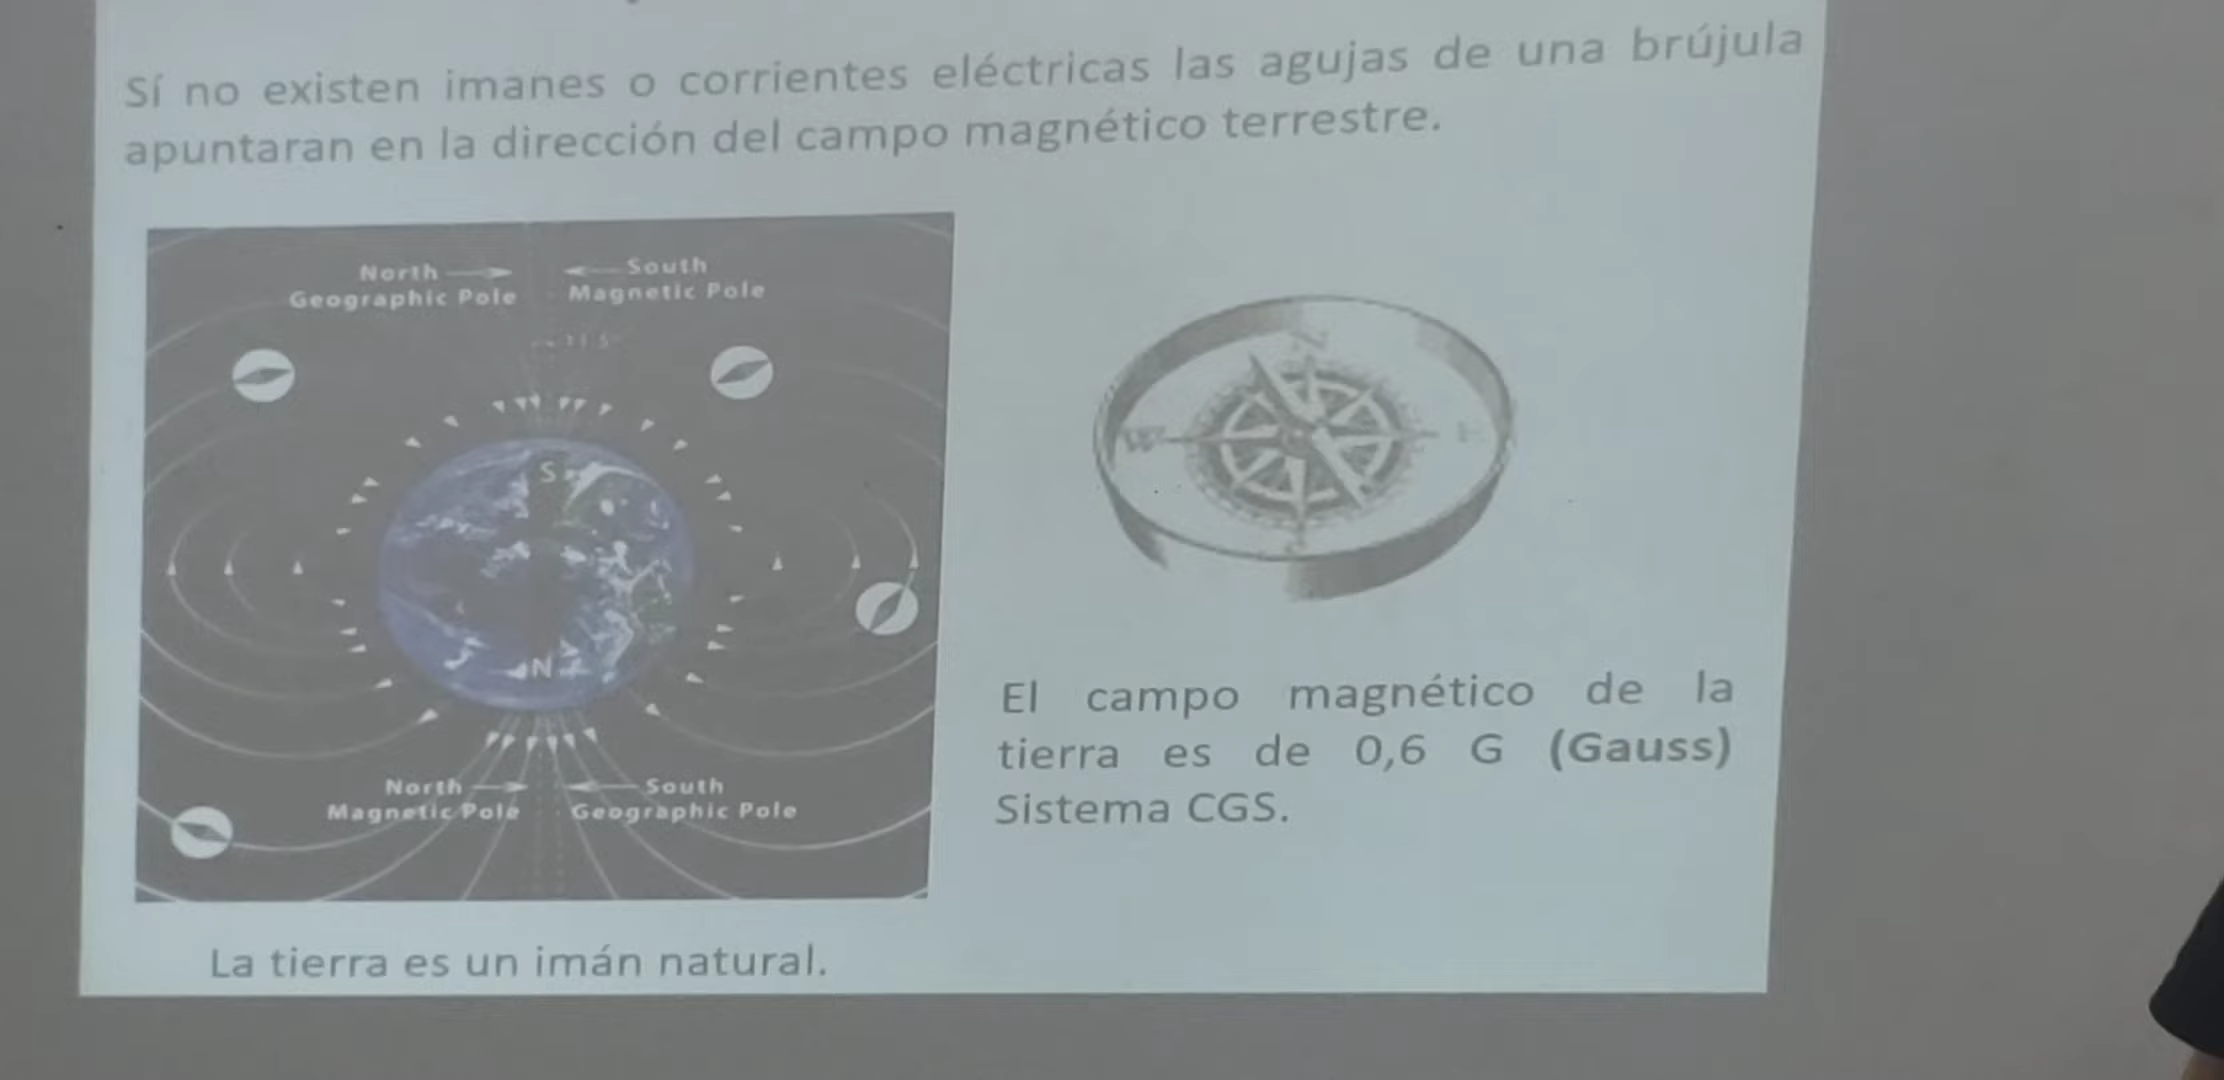 Sí no existen imanes o corrientes eléctricas las agujas de una brújula
apuntaran en la dirección del campo magnético terrestre.
North
Geographic Pole
South
Magnetic Pole
11.5°
S
N
North
Magnetic Pole
South
Geographic Pole
La tierra es un imán natural.
N
W
E
El campo magnético de la
tierra es de 0,6 G (Gauss)
Sistema CGS.